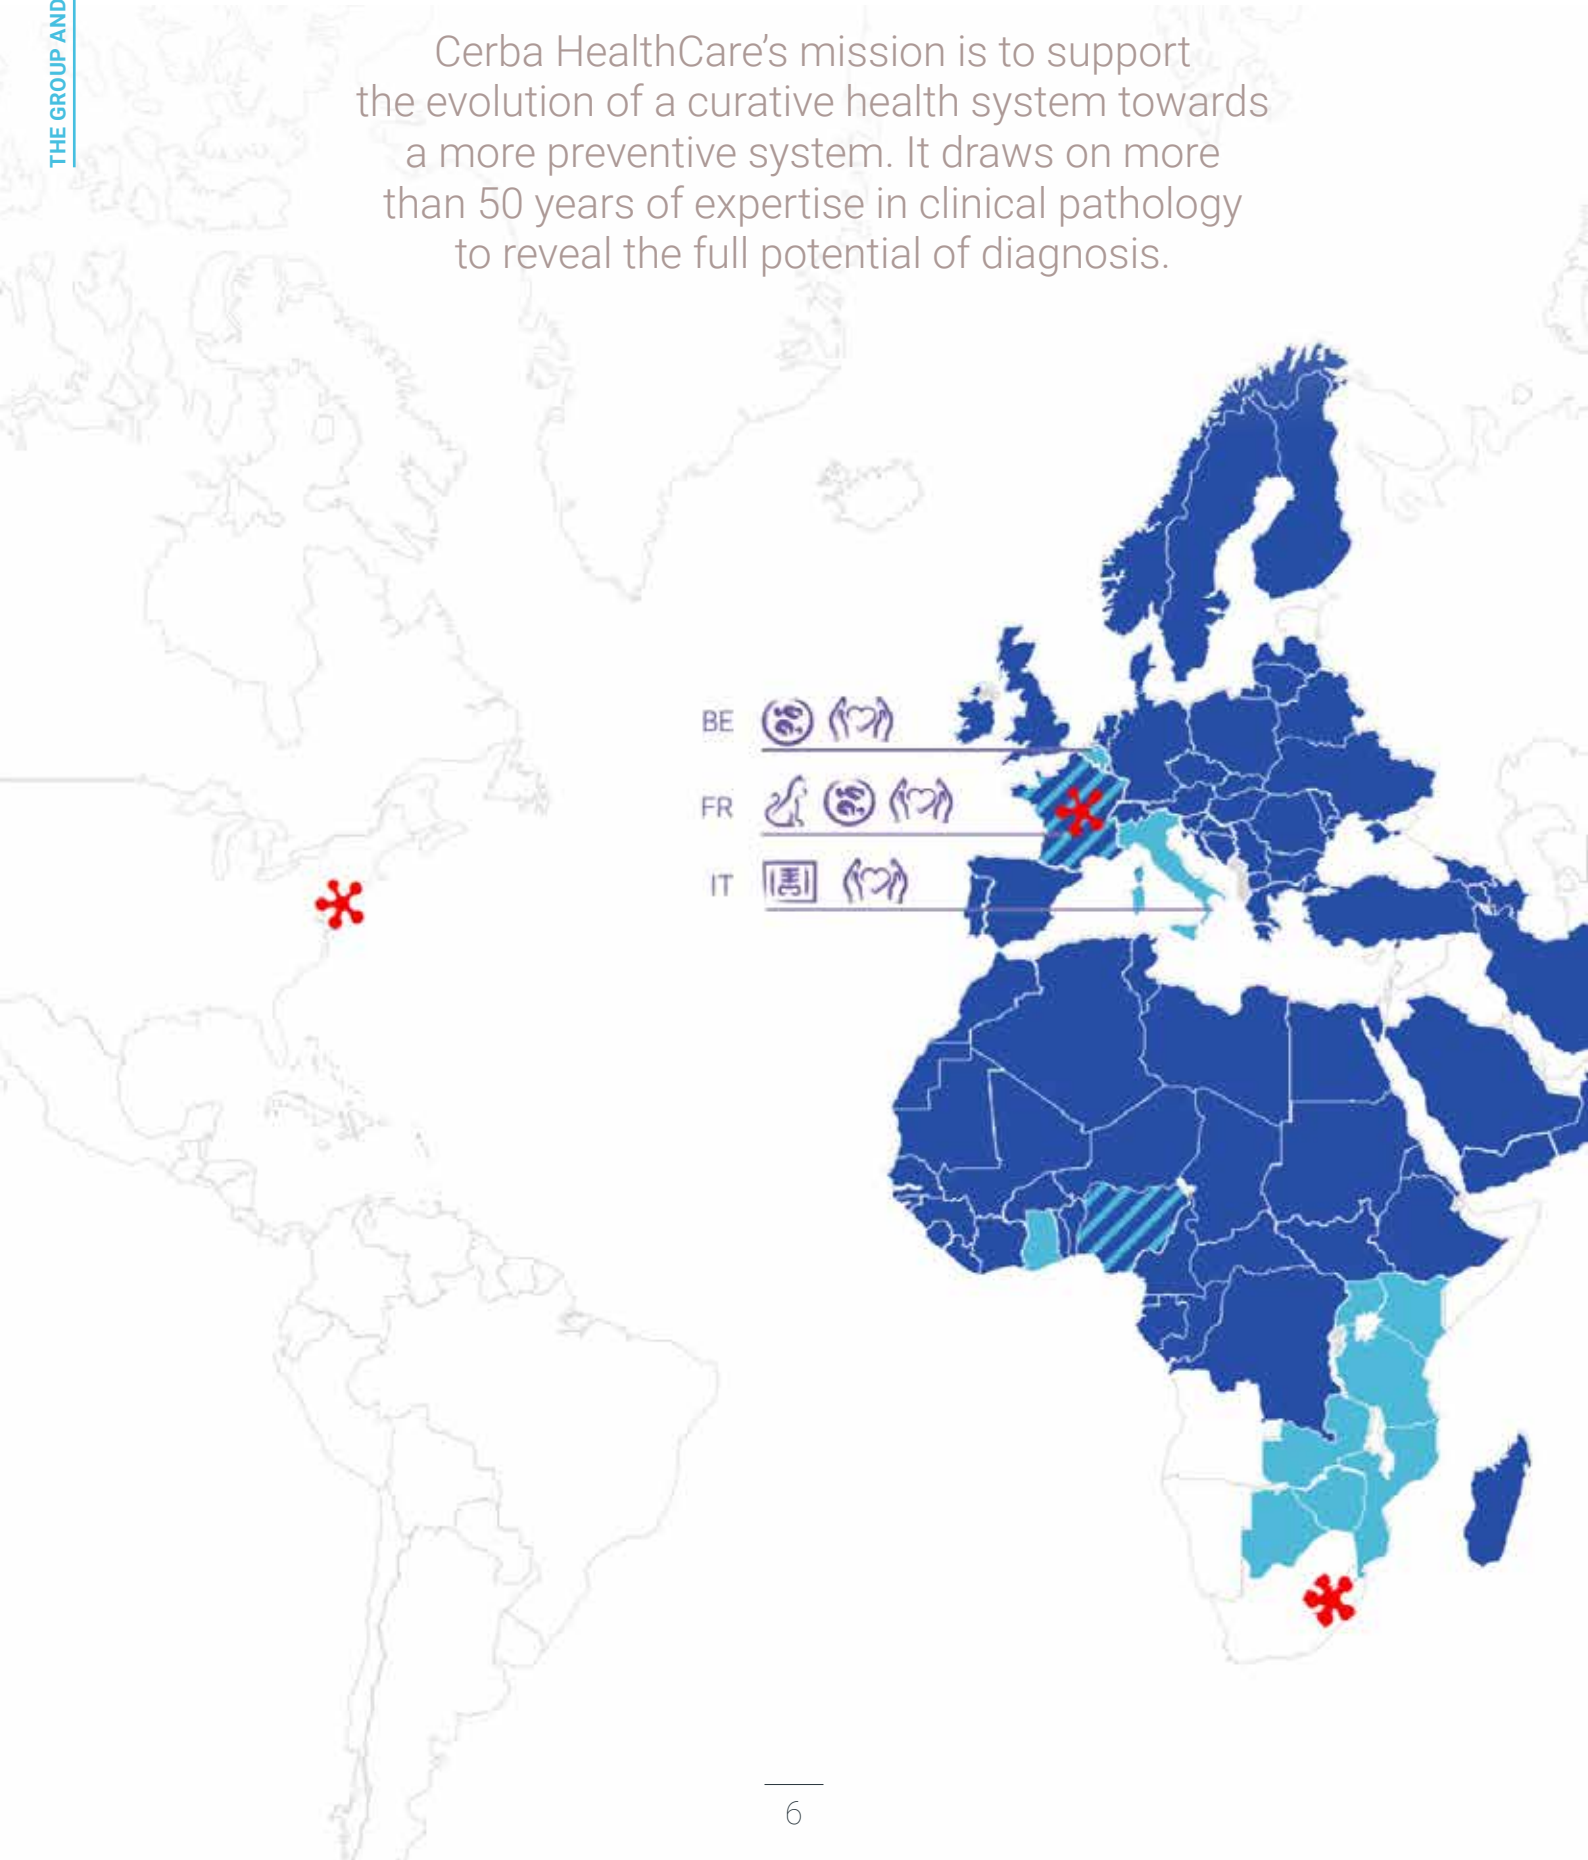 THE GROUP AND
Cerba HealthCare’s mission is to support
the evolution of a curative health system towards
a more preventive system. It draws on more
than 50 years of expertise in clinical pathology
to reveal the full potential of diagnosis.
BE
FR
IT
6